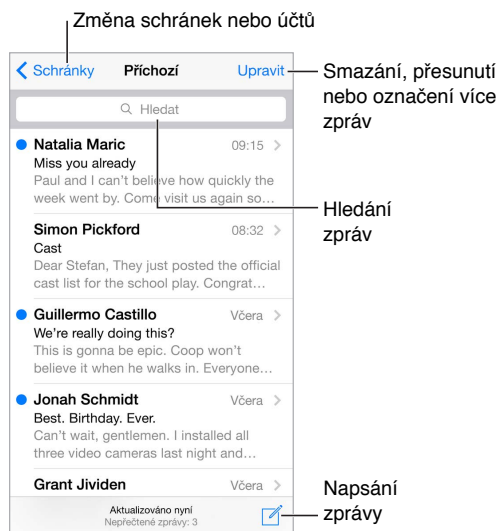 Změna schránek nebo účtů
Schránky Příchozí Upravit
Smazání, přesunutí
nebo označení více
zpráv
Hledat
Natalia Maric 09:15
Miss you already
Paul and I can't believe how quickly the
week went by. Come visit us again so…
Hledání
zpráv
Simon Pickford 08:32
Cast
Dear Stefan, They just posted the official
cast list for the school play. Congrat…
Guillermo Castillo Včera
We're really doing this?
This is gonna be epic. Coop won't
believe it when he walks in. Everyone…
Jonah Schmidt Včera
Best. Birthday. Ever.
Can't wait, gentlemen. I installed all
three video cameras last night and…
Grant Jividen Včera
Aktualizováno nyní
Nepřečtené zprávy: 3
Napsání
zprávy